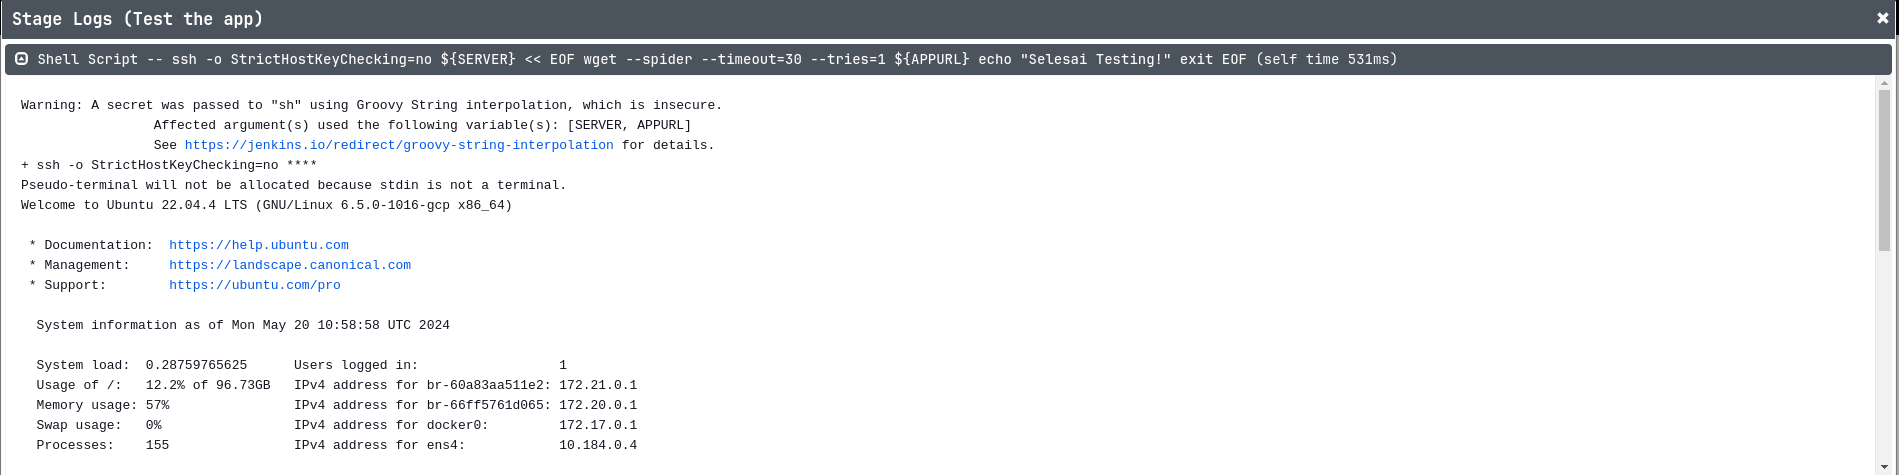 Stage Logs (Test the app)
Shell Script -- ssh -o StrictHostKeyChecking=no ${SERVER} << EOF wget --spider --timeout=30 --tries=1 ${APPURL} echo "Selesai Testing!" exit EOF (self time 531ms)
Warning: A secret was passed to "sh" using Groovy String interpolation, which is insecure.
Affected argument(s) used the following variable(s): [SERVER, APPURL]
See https://jenkins.io/redirect/groovy-string-interpolation for details.
+ ssh -o StrictHostKeyChecking=no ****
Pseudo-terminal will not be allocated because stdin is not a terminal.
Welcome to Ubuntu 22.04.4 LTS (GNU/Linux 6.5.0-1016-gcp x86_64)
* Documentation:  https://help.ubuntu.com
* Management:     https://landscape.canonical.com
* Support:        https://ubuntu.com/pro
System information as of Mon May 20 10:58:58 UTC 2024
System load:  0.28759765625      Users logged in:                  1
Usage of /:   12.2% of 96.73GB   IPv4 address for br-60a83aa511e2: 172.21.0.1
Memory usage: 57%                IPv4 address for br-66ff5761d065: 172.20.0.1
Swap usage:   0%                 IPv4 address for docker0:         172.17.0.1
Processes:    155                IPv4 address for ens4:            10.184.0.4